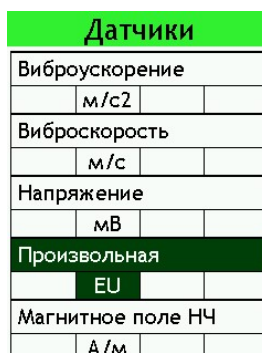 Датчики
Виброускорение
м/с2
Виброскорость
м/с
Напряжение
мВ
Произвольная
EU
Магнитное поле НЧ
А/м